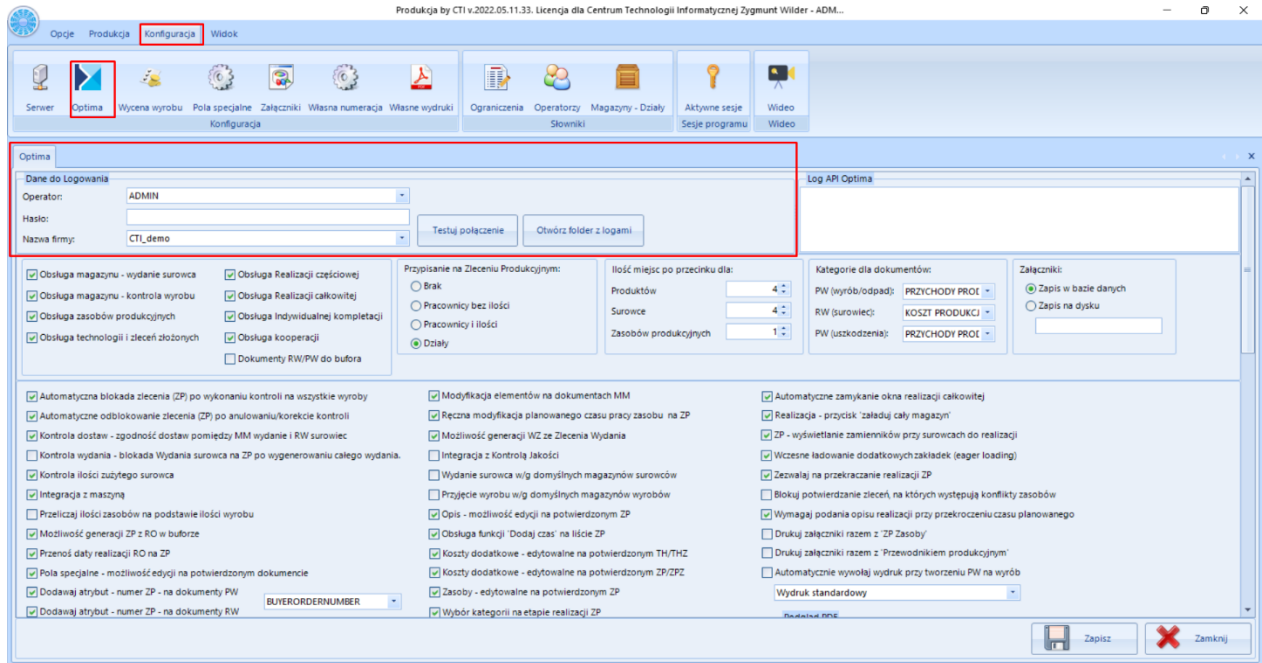 Produkcja by CTI v.2022.05.11.33. Licencja dla Centrum Technologii Informatycznej Zygmunt Wilder - ADM...
Opcje Produkcja Konfiguracja Widok
Serwer Optima Wycena wyrobu Pola specjalne Załączniki Własna numeracja Własne wydruki Ograniczenia Operatorzy Magazyny - Działy Aktywne sesje Wideo
Konfiguracja Słowniki Sesje programu Wideo
Optima
Dane do Logowania Log API Optima
Operator: ADMIN
Hasło:
Testuj połączenie Otwórz folder z logami
Nazwa firmy: CTI_demo
Obsługa magazynu - wydanie surowca
Obsługa magazynu - kontrola wyrobu
Obsługa zasobów produkcyjnych
Obsługa technologii i zleceń złożonych
Obsługa Realizacji częściowej
Obsługa Realizacji całkowitej
Obsługa Indywidualnej kompletacji
Obsługa kooperacji
Dokumenty RW/PW do bufora
Przypisanie na Zleceniu Produkcyjnym:
Brak
Pracownicy bez ilości
Pracownicy i ilości
Działy
Ilość miejsc po przecinku dla:
Produktów 4
Surowce 4
Zasobów produkcyjnych 1
Kategorie dla dokumentów:
PW (wyrób/odpad): PRZYCHODY PROD
RW (surowiec): KOSZT PRODUKCJ
PW (uszkodzenia): PRZYCHODY PROD
Załączniki:
Zapis w bazie danych
Zapis na dysku
Automatyczna blokada zlecenia (ZP) po wykonaniu kontroli na wszystkie wyroby
Automatyczne odblokowanie zlecenia (ZP) po anulowaniu/korekcie kontroli
Kontrola dostaw - zgodność dostaw pomiędzy MM wydanie i RW surowiec
Kontrola wydania - blokada Wydania surowca na ZP po wygenerowaniu całego wydania.
Kontrola ilości zużytego surowca
Integracja z maszyną
Przeliczaj ilości zasobów na podstawie ilości wyrobu
Możliwość generacji ZP z RO w buforze
Przenoś daty realizacji RO na ZP
Pola specjalne - możliwość edycji na potwierdzonym dokumencie
Dodawaj atrybut - numer ZP - na dokumenty PW
BUYERORDERNUMBER
Dodawaj atrybut - numer ZP - na dokumenty RW
Modyfikacja elementów na dokumentach MM
Ręczna modyfikacja planowanego czasu pracy zasobu na ZP
Możliwość generacji WZ ze Zlecenia Wydania
Integracja z Kontrolą Jakości
Wydanie surowca w/g domyślnych magazynów surowców
Przyjęcie wyrobu w/g domyślnych magazynów wyrobów
Opis - możliwość edycji na potwierdzonym ZP
Obsługa funkcji 'Dodaj czas' na liście ZP
Koszty dodatkowe - edytowalne na potwierdzonym TH/THZ
Koszty dodatkowe - edytowalne na potwierdzonym ZP/ZPZ
Zasoby - edytowalne na potwierdzonym ZP
Wybór kategorii na etapie realizacji ZP
Automatyczne zamykanie okna realizacji całkowitej
Realizacja - przycisk 'załaduj cały magazyn'
ZP - wyświetlanie zamienników przy surowcach do realizacji
Wczesne ładowanie dodatkowych zakładek (eager loading)
Zezwalaj na przekraczanie realizacji ZP
Blokuj potwierdzanie zleceń, na których występują konflikty zasobów
Wymagaj podania opisu realizacji przy przekroczeniu czasu planowanego
Drukuj załączniki razem z 'ZP Zasoby'
Drukuj załączniki razem z 'Przewodnikiem produkcyjnym'
Automatycznie wywołaj wydruk przy tworzeniu PW na wyrób
Wydruk standardowy
Podgląd PDF
Zapisz Zamknij